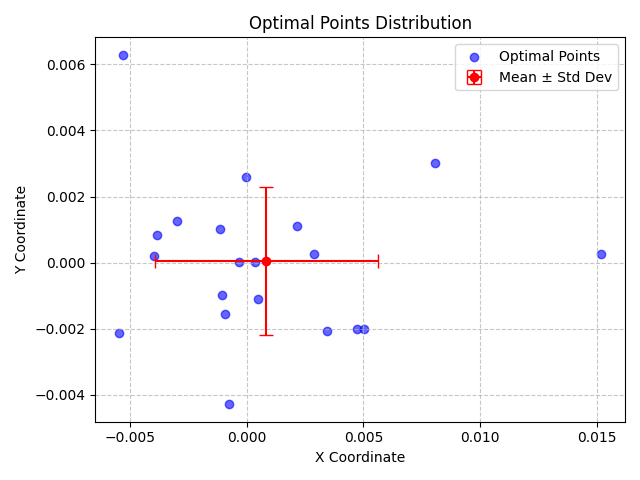 Optimal Points Distribution
Optimal Points
Mean ± Std Dev
0.006
0.004
0.002
0.000
−0.002
−0.004
Y Coordinate
−0.005
0.000
0.005
0.010
0.015
X Coordinate